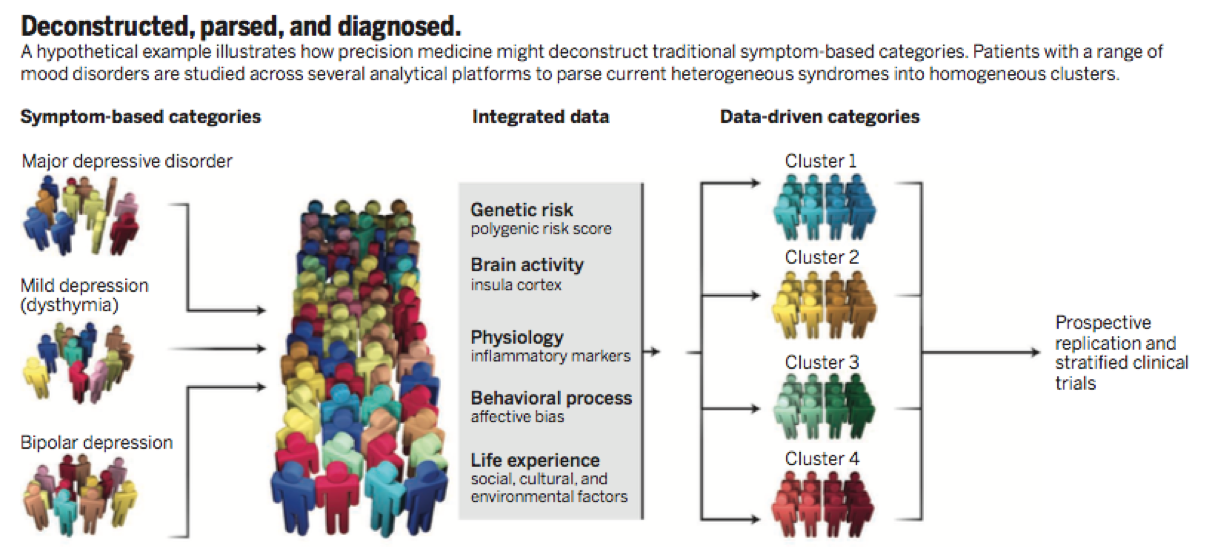 Deconstructed, parsed, and diagnosed.
A hypothetical example illustrates how precision medicine might deconstruct traditional symptom-based categories. Patients with a range of
mood disorders are studied across several analytical platforms to parse current heterogeneous syndromes into homogeneous clusters.
Symptom-based categories
Major depressive disorder
Mild depression
(dysthymia)
Bipolar depression
Integrated data
Genetic risk
polygenic risk score
Brain activity
insula cortex
Physiology
inflammatory markers
Behavioral process
affective bias
Life experience
social, cultural, and
environmental factors
Data-driven categories
Cluster 1
Cluster 2
Cluster 3
Cluster 4
Prospective
replication and
stratified clinical
trials